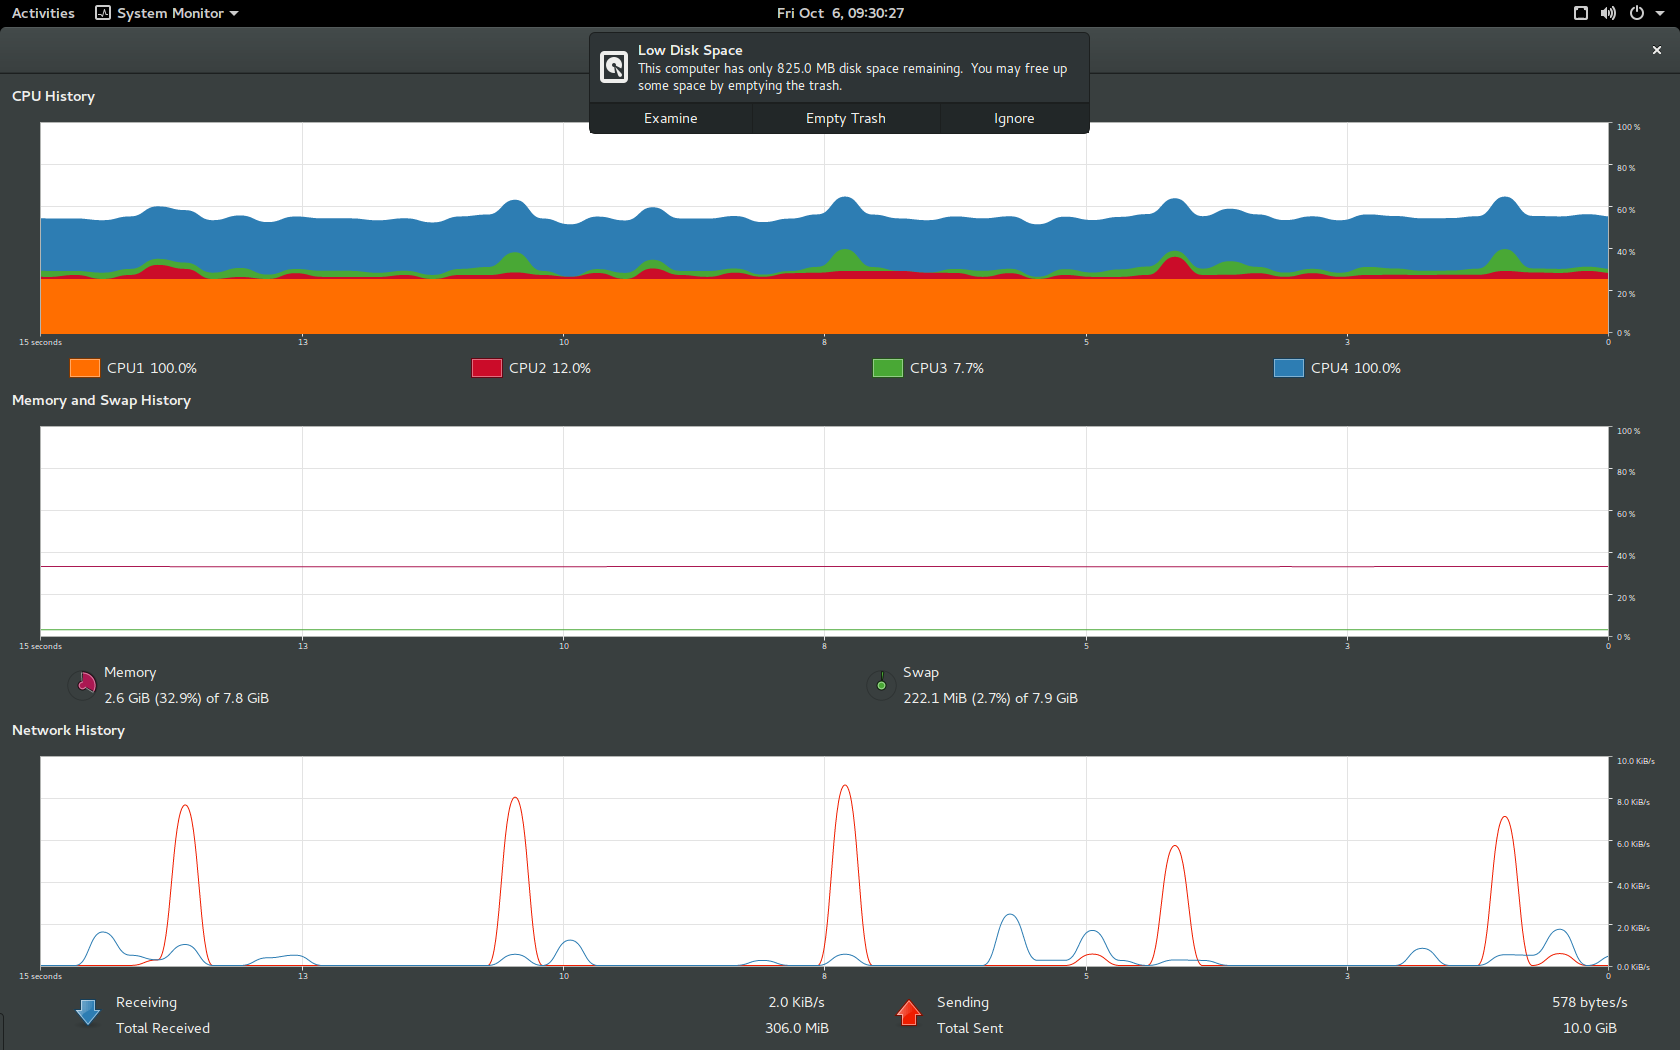 Activities System Monitor Fri Oct 6, 09:30:27
Low Disk Space
This computer has only 825.0 MB disk space remaining. You may free up
some space by emptying the trash.
Examine Empty Trash Ignore
CPU History
100 %
80 %
60 %
40 %
20 %
0 %
15 seconds 13 10 8 5 3 0
CPU1 100.0% CPU2 12.0% CPU3 7.7% CPU4 100.0%
Memory and Swap History
100 %
80 %
60 %
40 %
20 %
0 %
15 seconds 13 10 8 5 3 0
Memory Swap
2.6 GiB (32.9%) of 7.8 GiB 222.1 MiB (2.7%) of 7.9 GiB
Network History
10.0 KiB/s
8.0 KiB/s
6.0 KiB/s
4.0 KiB/s
2.0 KiB/s
0.0 KiB/s
15 seconds 13 10 8 5 3 0
Receiving 2.0 KiB/s Sending 578 bytes/s
Total Received 306.0 MiB Total Sent 10.0 GiB